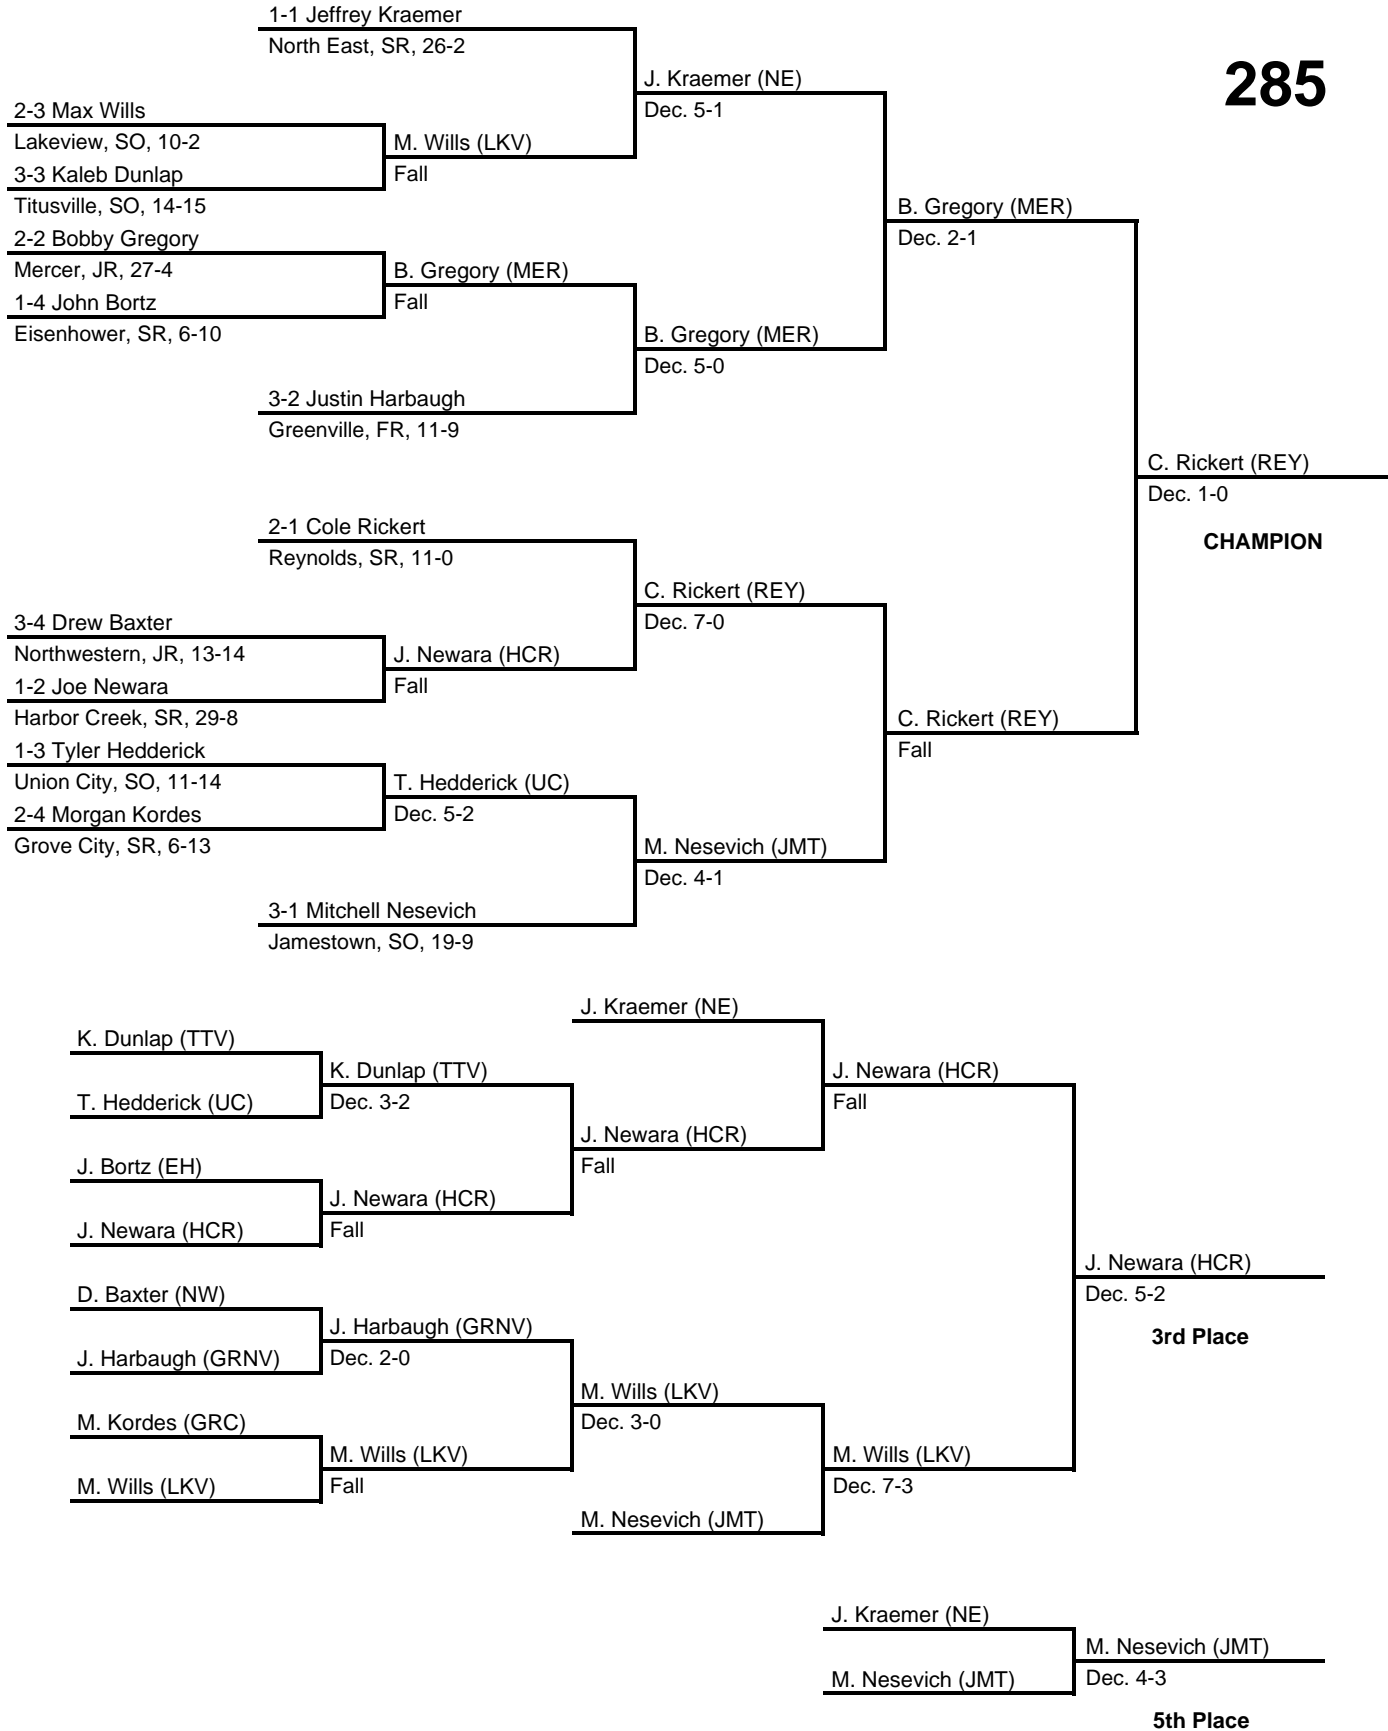 1-1 Jeffrey Kraemer
North East, SR, 26-2
285
J. Kraemer (NE)
Dec. 5-1
2-3 Max Wills
Lakeview, SO, 10-2
M. Wills (LKV)
Fall
3-3 Kaleb Dunlap
Titusville, SO, 14-15
B. Gregory (MER)
Dec. 2-1
2-2 Bobby Gregory
Mercer, JR, 27-4
B. Gregory (MER)
Fall
1-4 John Bortz
Eisenhower, SR, 6-10
B. Gregory (MER)
Dec. 5-0
3-2 Justin Harbaugh
Greenville, FR, 11-9
C. Rickert (REY)
Dec. 1-0
CHAMPION
2-1 Cole Rickert
Reynolds, SR, 11-0
C. Rickert (REY)
Dec. 7-0
3-4 Drew Baxter
Northwestern, JR, 13-14
J. Newara (HCR)
Fall
1-2 Joe Newara
Harbor Creek, SR, 29-8
C. Rickert (REY)
Fall
1-3 Tyler Hedderick
Union City, SO, 11-14
T. Hedderick (UC)
Dec. 5-2
2-4 Morgan Kordes
Grove City, SR, 6-13
M. Nesevich (JMT)
Dec. 4-1
3-1 Mitchell Nesevich
Jamestown, SO, 19-9
J. Kraemer (NE)
K. Dunlap (TTV)
K. Dunlap (TTV)
Dec. 3-2
J. Newara (HCR)
Fall
T. Hedderick (UC)
J. Newara (HCR)
Fall
J. Bortz (EH)
J. Newara (HCR)
Fall
J. Newara (HCR)
J. Newara (HCR)
Dec. 5-2
3rd Place
D. Baxter (NW)
J. Harbaugh (GRNV)
Dec. 2-0
J. Harbaugh (GRNV)
M. Wills (LKV)
Dec. 3-0
M. Kordes (GRC)
M. Wills (LKV)
Fall
M. Wills (LKV)
Dec. 7-3
M. Wills (LKV)
M. Nesevich (JMT)
J. Kraemer (NE)
M. Nesevich (JMT)
Dec. 4-3
M. Nesevich (JMT)
5th Place